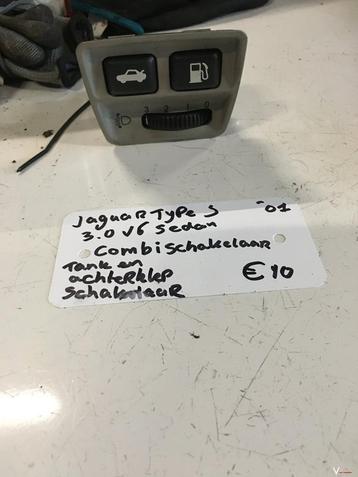 3 2 1 0
Jaguar Type S '01
3.0 V6 Sedan
Combischakelaar
Tank en
achterklep € 10
Schakelaar